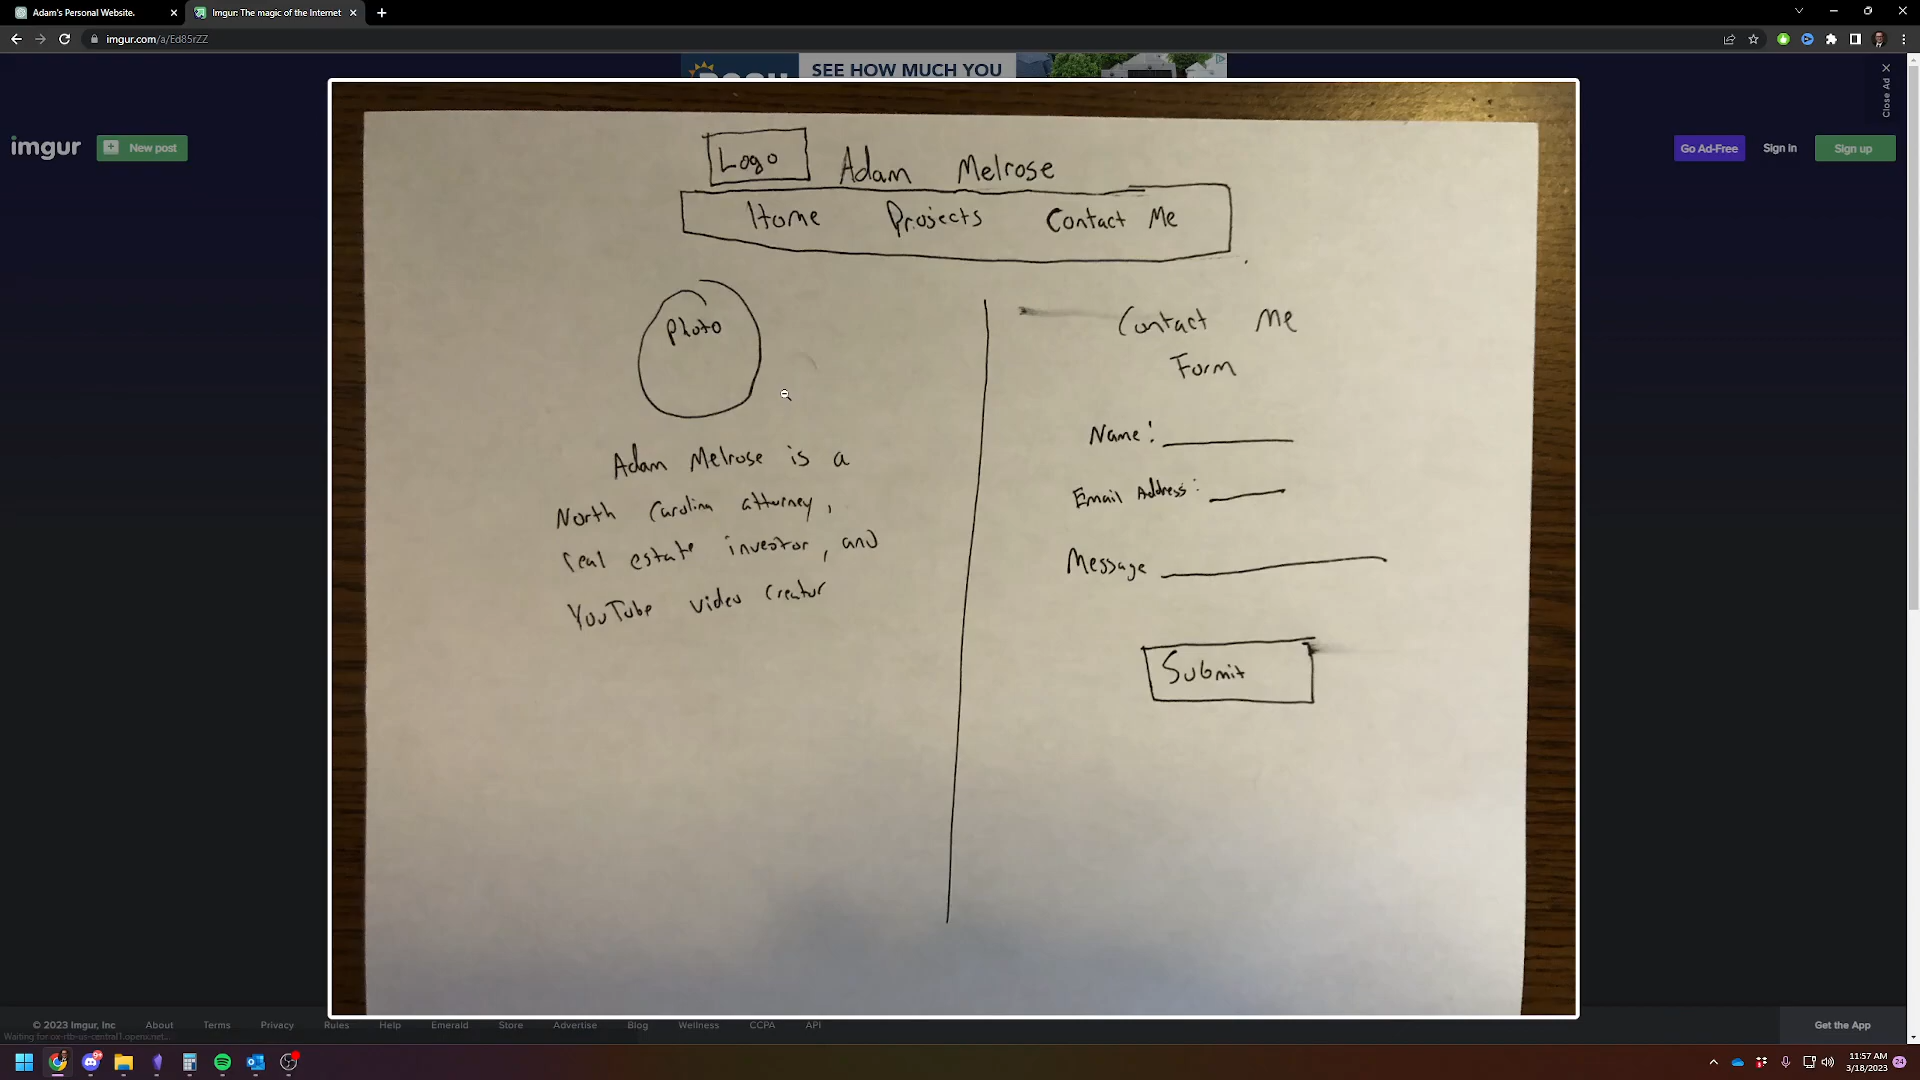 Adam's Personal Website.
Imgur: The magic of the Internet
imgur.com/a/Ed85rZZ
SEE HOW MUCH YOU
Close Ad
imgur
New post
Go Ad-Free
Sign in
Sign up
Logo
Adam Melrose
Home Projects Contact Me
Photo
Adam Melrose is a
North Carolina attorney,
real estate investor, and
YouTube video creator
Contact Me
Form
Name:
Email Address:
Message
Submit
© 2023 Imgur, Inc About Terms Privacy Rules Help Emerald Store Advertise Blog Wellness CCPA API
Get the App
11:57 AM
3/18/2023
24